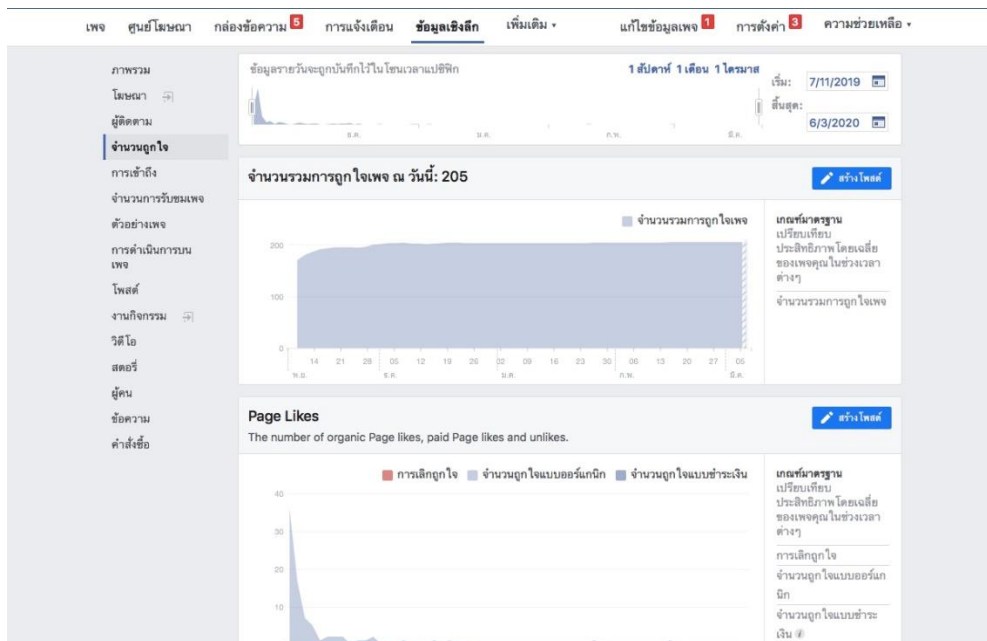 เพจ ศูนย์โฆษณา กล่องข้อความ 5 การแจ้งเตือน ข้อมูลเชิงลึก เพิ่มเติม แก้ไขข้อมูลเพจ 1 การตั้งค่า 3 ความช่วยเหลือ
ภาพรวม
โฆษณา
ผู้ติดตาม
จำนวนถูกใจ
การเข้าถึง
จำนวนการรับชมเพจ
ตัวอย่างเพจ
การดำเนินการบน
เพจ
โพสต์
งานกิจกรรม
วิดีโอ
สตอรี่
ผู้คน
ข้อความ
คำสั่งซื้อ
ข้อมูลรายวันจะถูกบันทึกไว้ในโซนเวลาแปซิฟิก 1 สัปดาห์ 1 เดือน 1 ไตรมาส
เริ่ม: 7/11/2019
สิ้นสุด:
6/3/2020
ธ.ค. ม.ค. ก.พ. มี.ค.
จำนวนรวมการถูกใจเพจ ณ วันนี้: 205
สร้างโพสต์
จำนวนรวมการถูกใจเพจ
200
100
0
14 21 28 05 12 19 26 02 09 16 23 30 06 13 20 27 05
พ.ย. ธ.ค. ม.ค. ก.พ. มี.ค.
เกณฑ์มาตรฐาน
เปรียบเทียบ
ประสิทธิภาพโดยเฉลี่ย
ของเพจคุณในช่วงเวลา
ต่างๆ
จำนวนรวมการถูกใจเพจ
Page Likes
The number of organic Page likes, paid Page likes and unlikes.
สร้างโพสต์
การเลิกถูกใจ จำนวนถูกใจแบบออร์แกนิก จำนวนถูกใจแบบชำระเงิน
40
30
20
10
เกณฑ์มาตรฐาน
เปรียบเทียบ
ประสิทธิภาพโดยเฉลี่ย
ของเพจคุณในช่วงเวลา
ต่างๆ
การเลิกถูกใจ
จำนวนถูกใจแบบออร์แก
นิก
จำนวนถูกใจแบบชำระ
เงิน